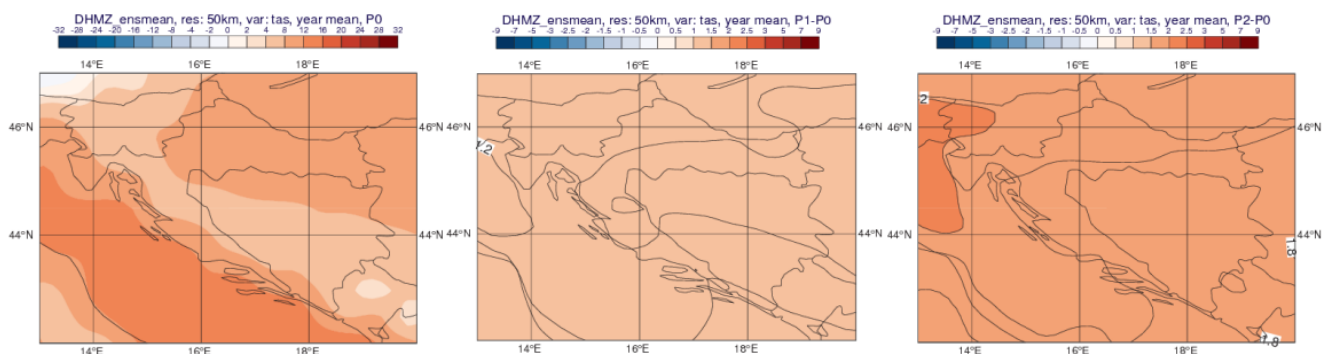 DHMZ_ensmean, res: 50km, var: tas, year mean, P0
-32 -28 -24 -20 -16 -12 -8 -4 -2 0 2 4 8 12 16 20 24 28 32
14°E 16°E 18°E
46°N 46°N
44°N 44°N
14°E 16°E 18°E
DHMZ_ensmean, res: 50km, var: tas, year mean, P1-P0
-9 -7 -5 -3 -2.5 -2 -1.5 -1 -0.5 0 0.5 1 1.5 2 2.5 3 5 7 9
14°E 16°E 18°E
1.2
14°E 16°E 18°E
DHMZ_ensmean, res: 50km, var: tas, year mean, P2-P0
-9 -7 -5 -3 -2.5 -2 -1.5 -1 -0.5 0 0.5 1 1.5 2 2.5 3 5 7 9
14°E 16°E 18°E
2
46°N 46°N
44°N 44°N
1.8
1.8
14°E 16°E 18°E